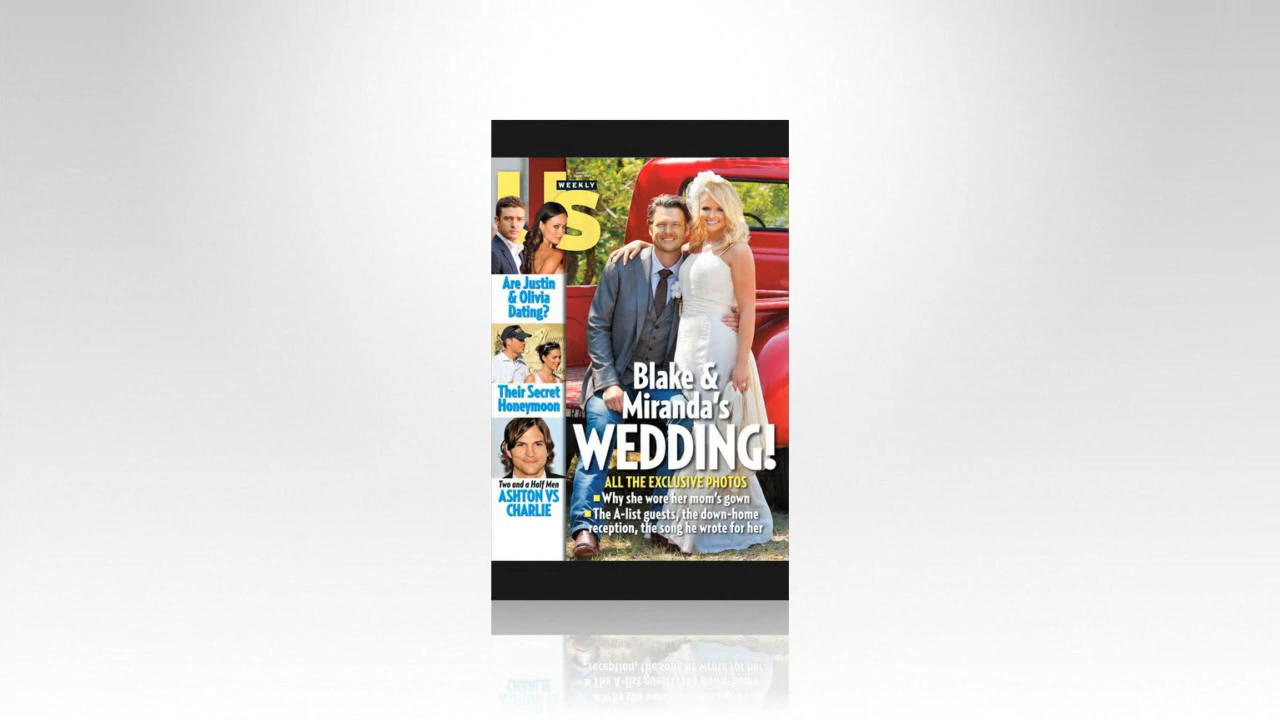 Us
WEEKLY
Are Justin
& Olivia
Dating?
Their Secret
Honeymoon
Two and a Half Men
ASHTON VS
CHARLIE
Blake &
Miranda's
WEDDING!
ALL THE EXCLUSIVE PHOTOS
Why she wore her mom's gown
The A-list guests, the down-home
reception, the song he wrote for her